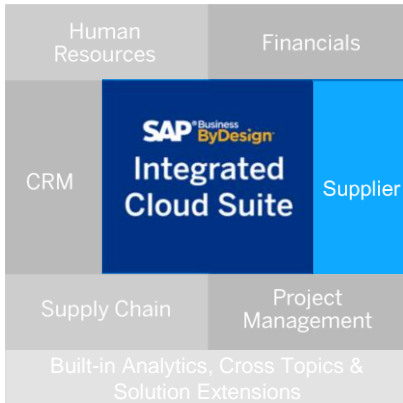 Human
Resources
Financials
SAP® Business
ByDesign
Integrated
Cloud Suite
CRM
Supplier
Supply Chain
Project
Management
Built-in Analytics, Cross Topics &
Solution Extensions